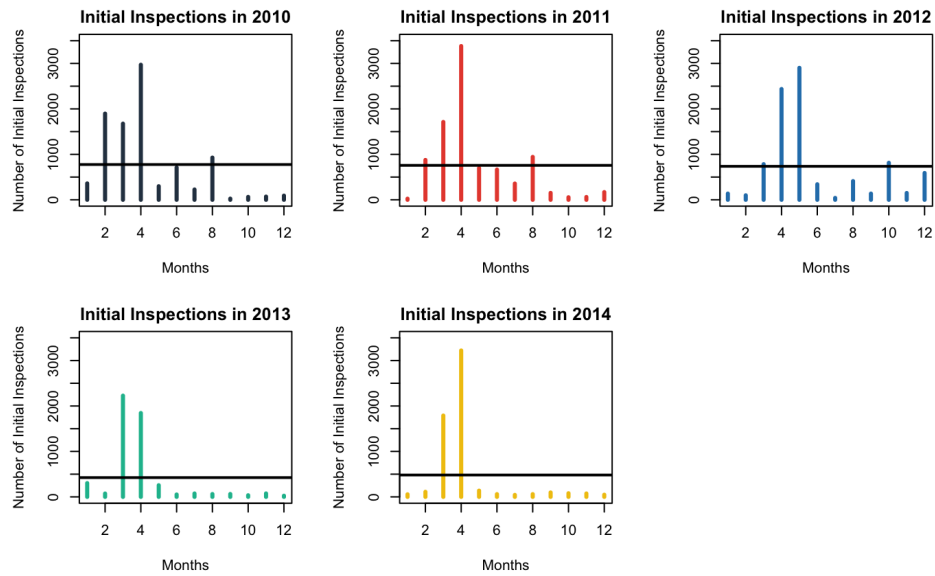 Initial Inspections in 2010
Number of Initial Inspections
0 1000 2000 3000
2 4 6 8 10 12
Months
Initial Inspections in 2011
Number of Initial Inspections
0 1000 2000 3000
2 4 6 8 10 12
Months
Initial Inspections in 2012
Number of Initial Inspections
0 1000 2000 3000
2 4 6 8 10 12
Months
Initial Inspections in 2013
Number of Initial Inspections
0 1000 2000 3000
2 4 6 8 10 12
Months
Initial Inspections in 2014
Number of Initial Inspections
0 1000 2000 3000
2 4 6 8 10 12
Months